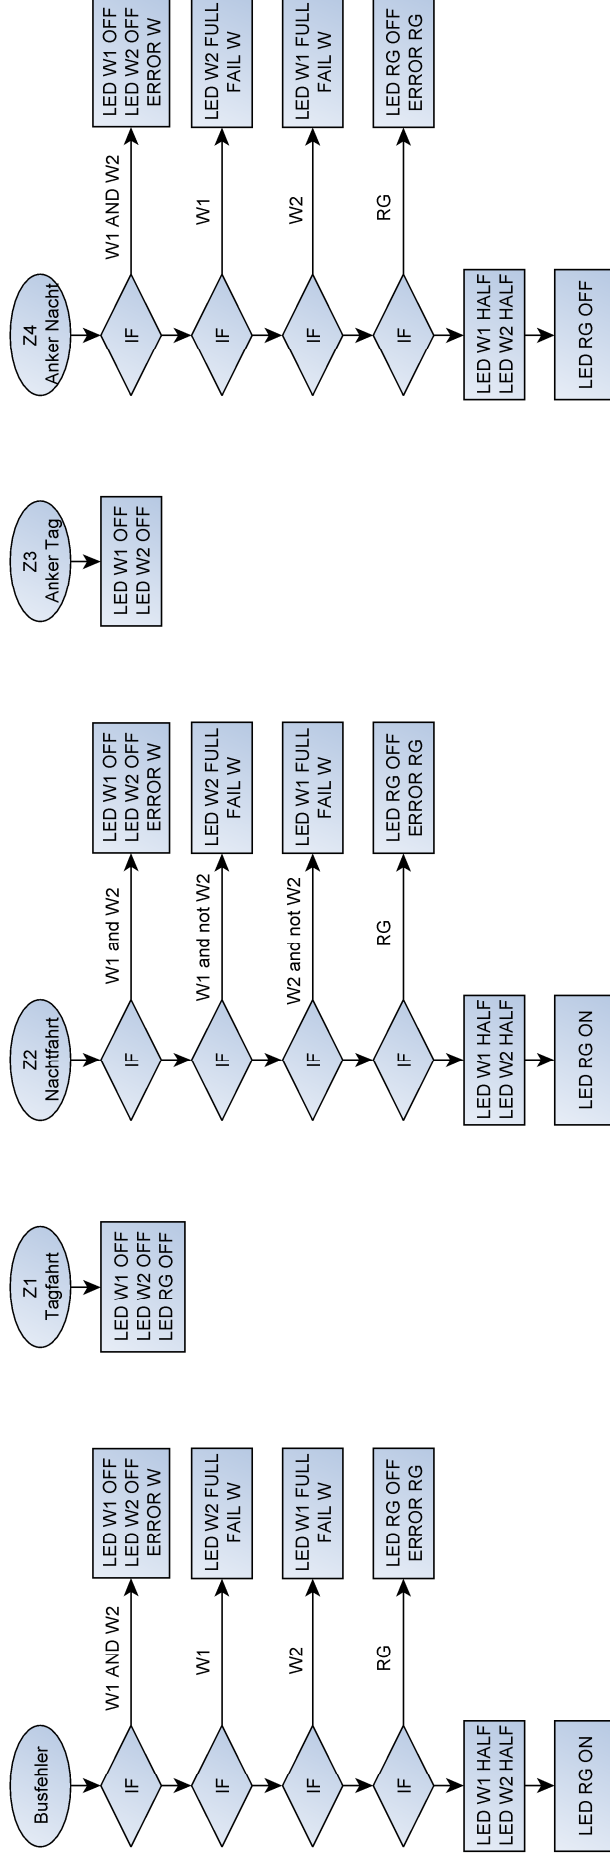 Busfehler
IF
W1 AND W2
LED W1 OFF
LED W2 OFF
ERROR W
IF
W1
LED W2 FULL
FAIL W
IF
W2
LED W1 FULL
FAIL W
IF
RG
LED RG OFF
ERROR RG
LED W1 HALF
LED W2 HALF
LED RG ON
Z1
Tagfahrt
LED W1 OFF
LED W2 OFF
LED RG OFF
Z2
Nachtfahrt
IF
W1 and W2
LED W1 OFF
LED W2 OFF
ERROR W
IF
W1 and not W2
LED W2 FULL
FAIL W
IF
W2 and not W2
LED W1 FULL
FAIL W
IF
RG
LED RG OFF
ERROR RG
LED W1 HALF
LED W2 HALF
LED RG ON
Z3
Anker Tag
LED W1 OFF
LED W2 OFF
Z4
Anker Nacht
IF
W1 AND W2
LED W1 OFF
LED W2 OFF
ERROR W
IF
W1
LED W2 FULL
FAIL W
IF
W2
LED W1 FULL
FAIL W
IF
RG
LED RG OFF
ERROR RG
LED W1 HALF
LED W2 HALF
LED RG OFF